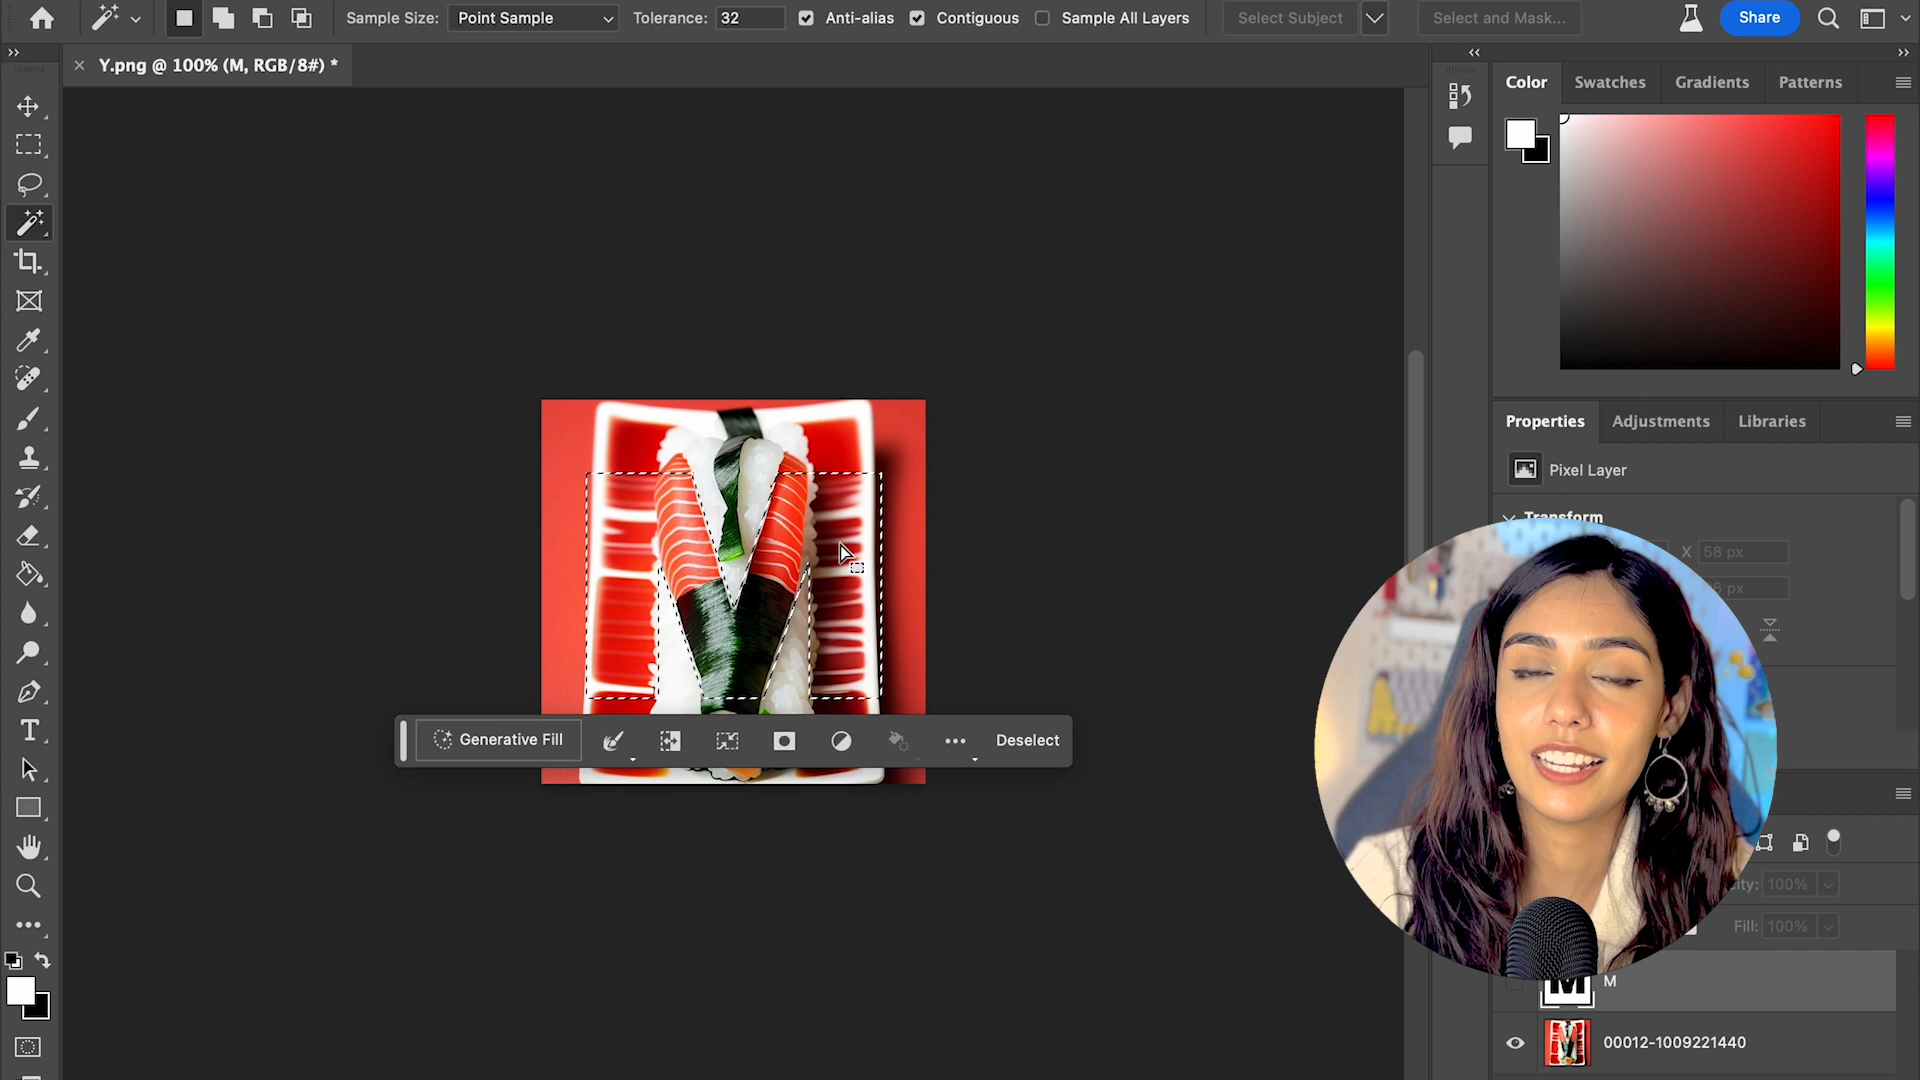 Sample Size: Point Sample Tolerance: 32 Anti-alias Contiguous Sample All Layers Select Subject Select and Mask... Share
Y.png @ 100% (M, RGB/8#) *
Color Swatches Gradients Patterns
Properties Adjustments Libraries
Pixel Layer
Transform
X 58 px
px
Generative Fill Deselect
100%
Fill: 100%
M
M
00012-1009221440